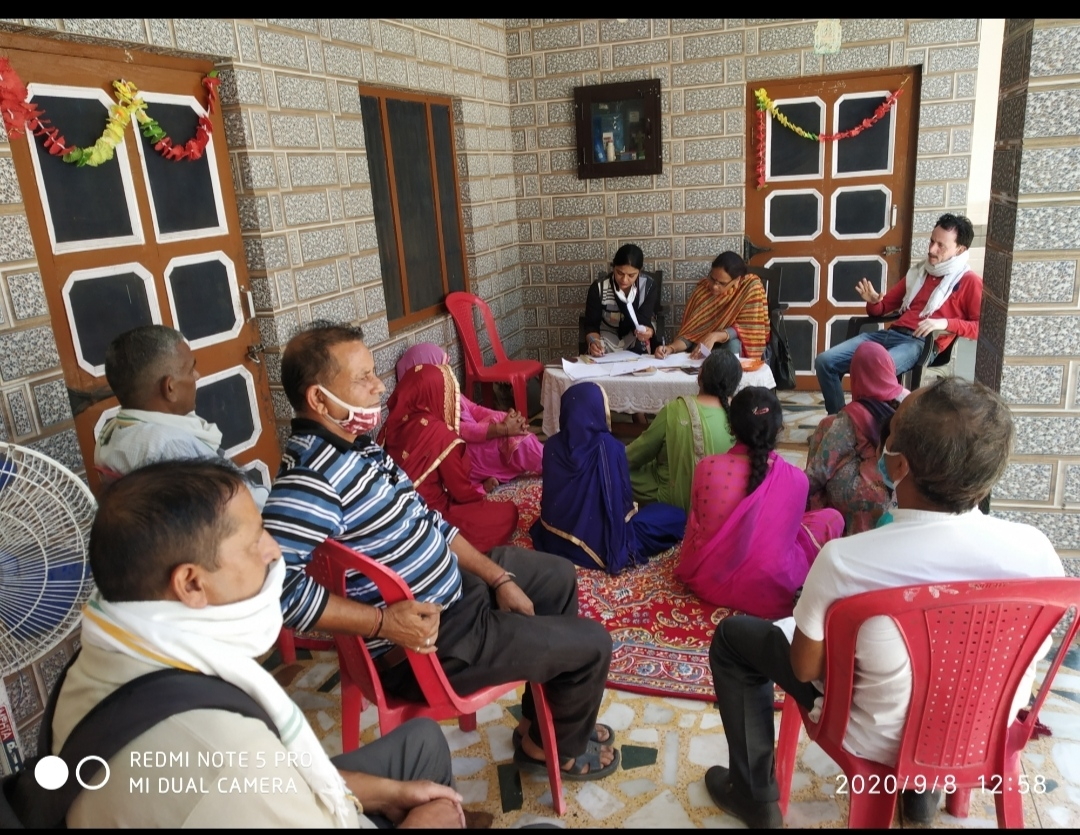 REDMI NOTE 5 PRO
MI DUAL CAMERA
2020/9/8 12:58